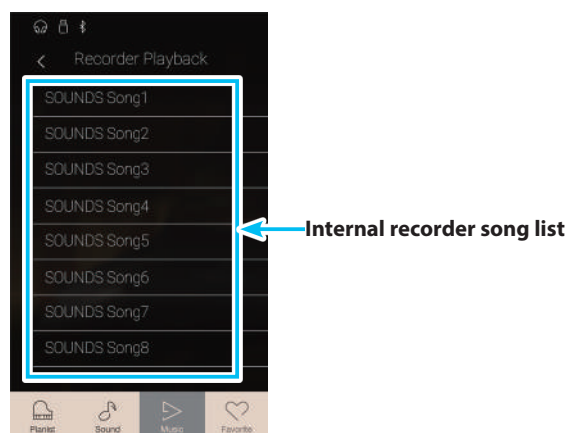 Recorder Playback
SOUNDS Song1
SOUNDS Song2
SOUNDS Song3
SOUNDS Song4
SOUNDS Song5
SOUNDS Song6
SOUNDS Song7
SOUNDS Song8
Internal recorder song list
Pianist Sound Music Favorite